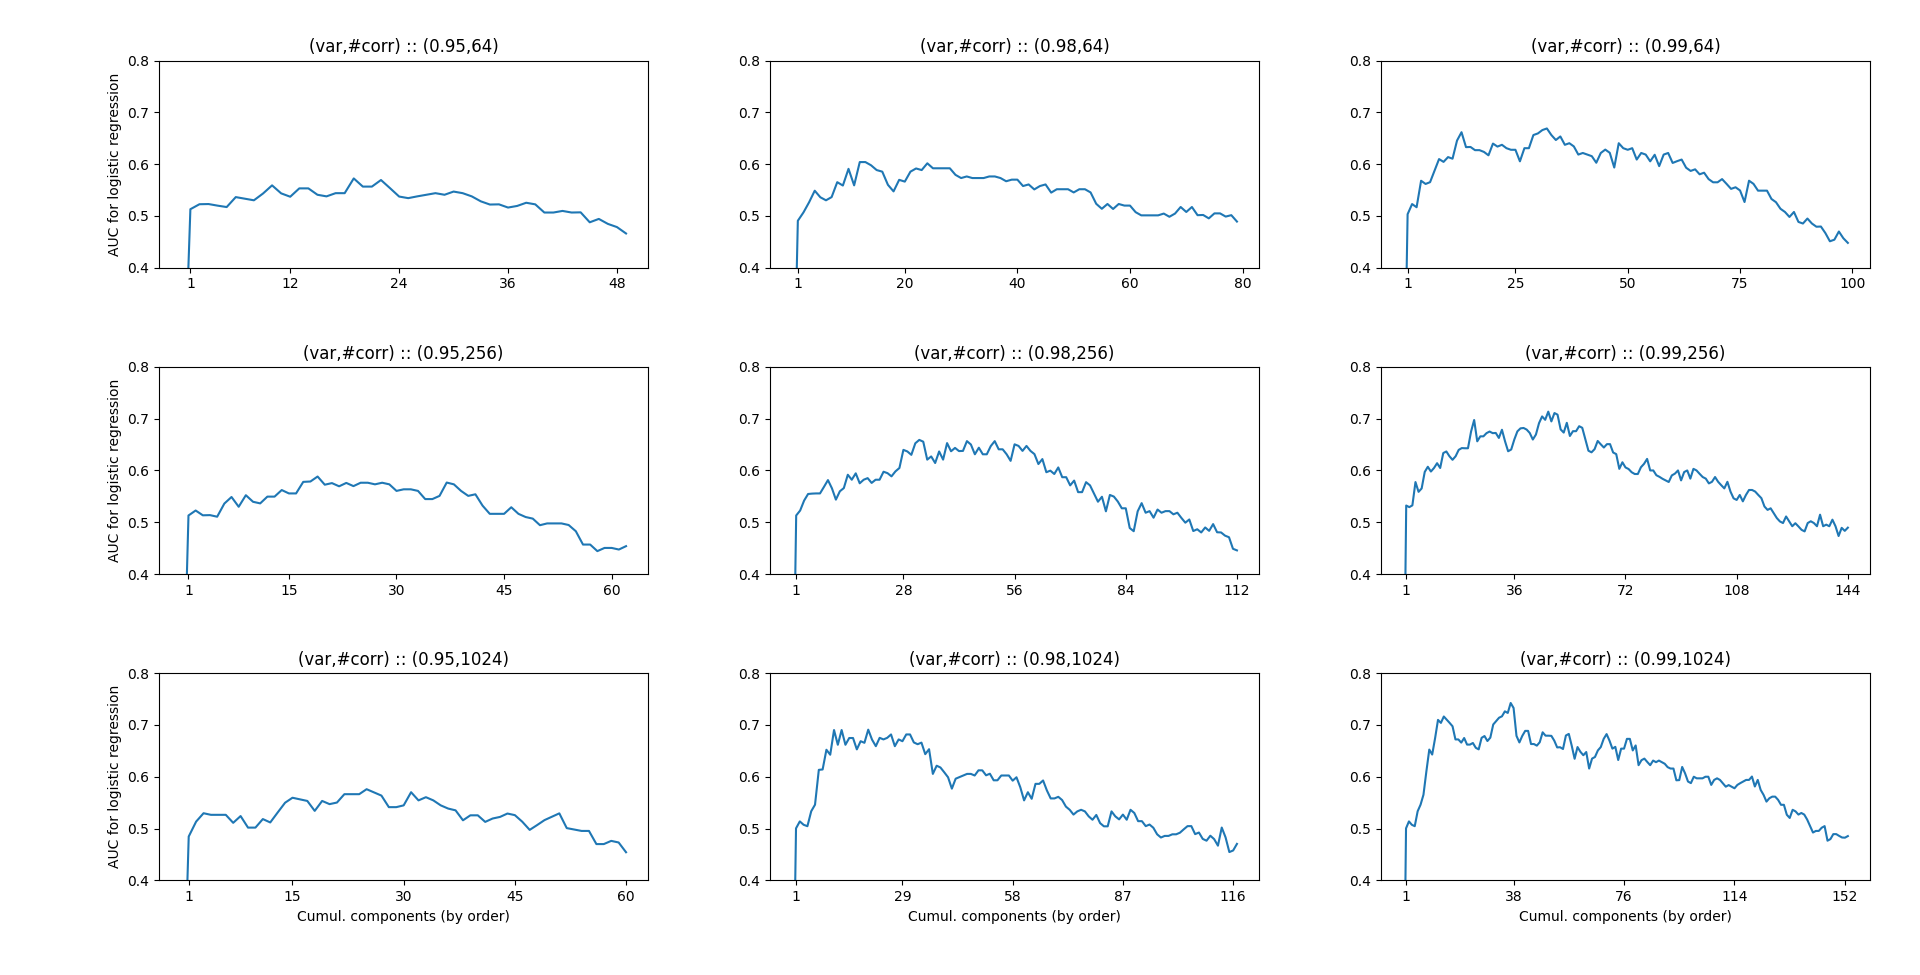 (var,#corr) :: (0.95,64)
(var,#corr) :: (0.98,64)
(var,#corr) :: (0.99,64)
AUC for logistic regression
0.8
0.7
0.6
0.5
0.4
1 12 24 36 48
0.8
0.7
0.6
0.5
0.4
1 20 40 60 80
0.8
0.7
0.6
0.5
0.4
1 25 50 75 100
(var,#corr) :: (0.95,256)
(var,#corr) :: (0.98,256)
(var,#corr) :: (0.99,256)
AUC for logistic regression
0.8
0.7
0.6
0.5
0.4
1 15 30 45 60
0.8
0.7
0.6
0.5
0.4
1 28 56 84 112
0.8
0.7
0.6
0.5
0.4
1 36 72 108 144
(var,#corr) :: (0.95,1024)
(var,#corr) :: (0.98,1024)
(var,#corr) :: (0.99,1024)
AUC for logistic regression
0.8
0.7
0.6
0.5
0.4
1 15 30 45 60
Cumul. components (by order)
0.8
0.7
0.6
0.5
0.4
1 29 58 87 116
Cumul. components (by order)
0.8
0.7
0.6
0.5
0.4
1 38 76 114 152
Cumul. components (by order)